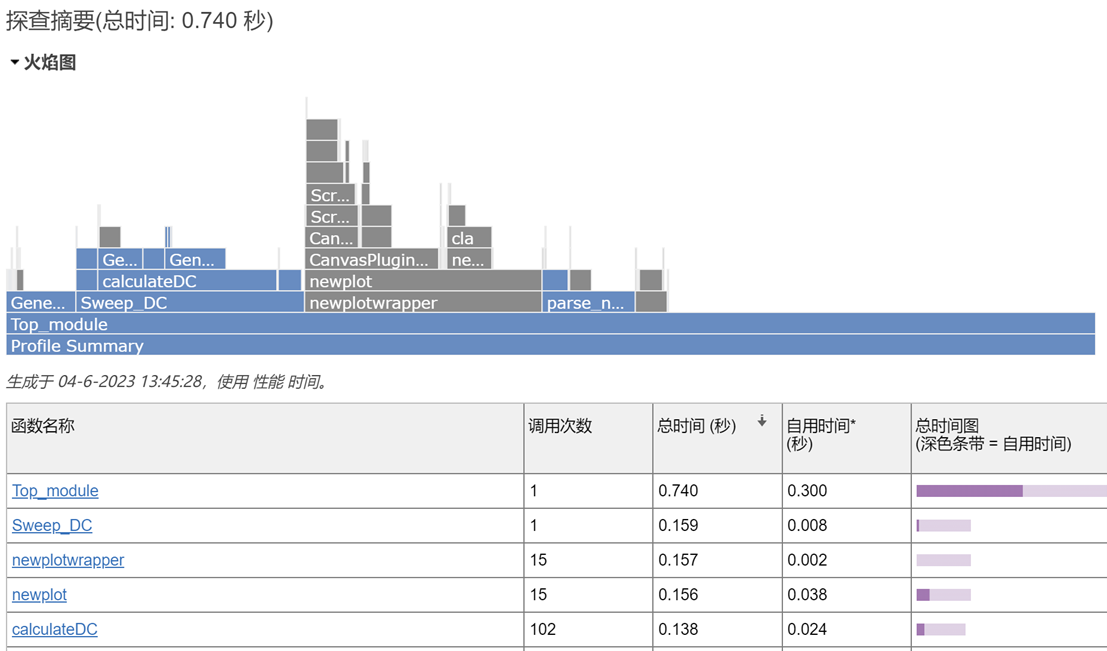 探查摘要(总时间: 0.740 秒)
火焰图
Scr...
Scr...
Can... cla
Ge... Gen... CanvasPlugin... ne...
calculateDC newplot
Gene... Sweep_DC newplotwrapper parse_n...
Top_module
Profile Summary
生成于 04-6-2023 13:45:28，使用 性能 时间。
函数名称 调用次数 总时间 (秒) 自用时间* (秒) 总时间图 (深色条带 = 自用时间)
Top_module 1 0.740 0.300
Sweep_DC 1 0.159 0.008
newplotwrapper 15 0.157 0.002
newplot 15 0.156 0.038
calculateDC 102 0.138 0.024